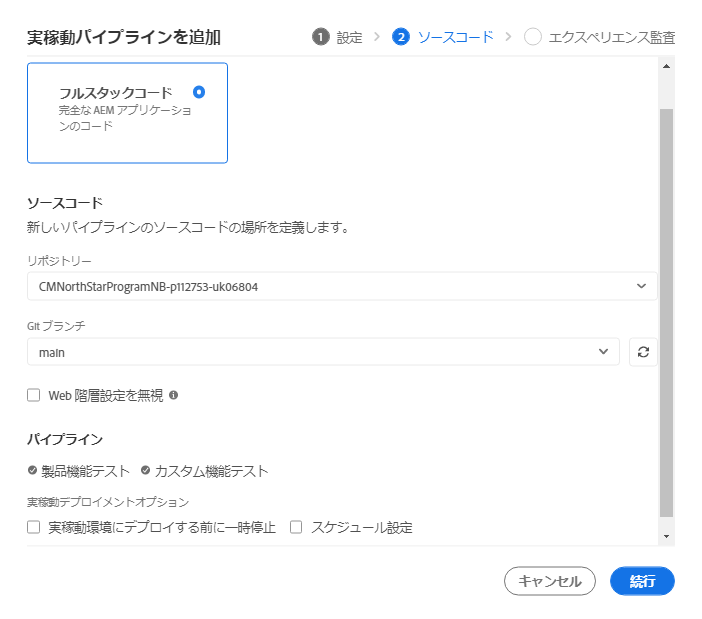 実稼動パイプラインを追加
1 設定 > 2 ソースコード > エクスペリエンス監査
フルスタックコード
完全な AEM アプリケーショ
ンのコード
ソースコード
新しいパイプラインのソースコードの場所を定義します。
リポジトリー
CMNorthStarProgramNB-p112753-uk06804
Git ブランチ
main
Web 階層設定を無視
パイプライン
製品機能テスト カスタム機能テスト
実稼動デプロイメントオプション
実稼動環境にデプロイする前に一時停止 スケジュール設定
キャンセル 続行